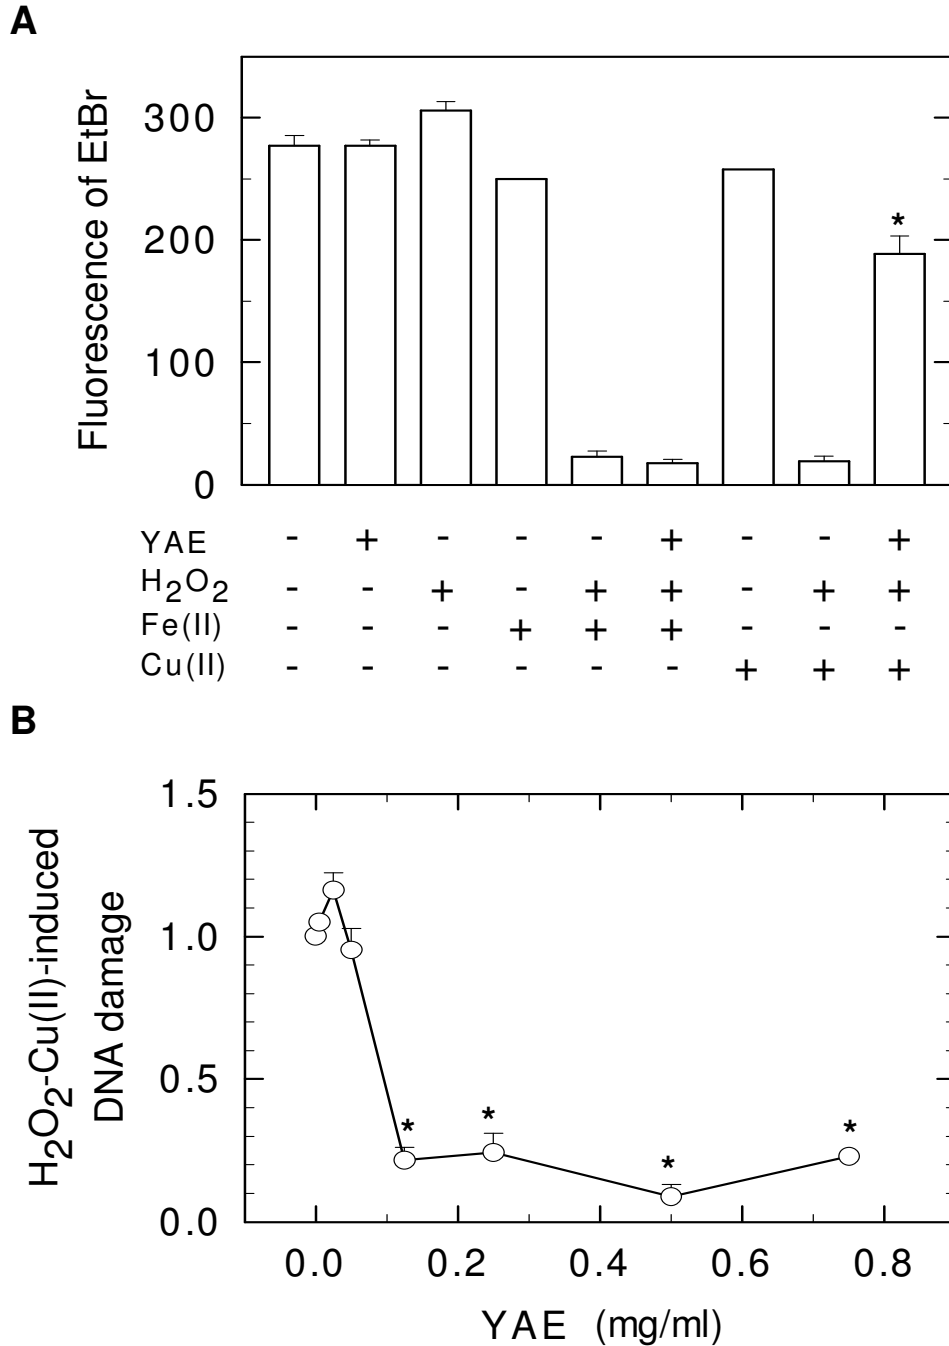 A
Fluorescence of EtBr
300
200
100
0
*
YAE - + - - - + - - +
H2O2 - - + - + + - + +
Fe(II) - - - + + + - - -
Cu(II) - - - - - - + + +
B
H2O2-Cu(II)-induced
DNA damage
1.5
1.0
0.5
0.0
* * * *
0.0 0.2 0.4 0.6 0.8
YAE (mg/ml)